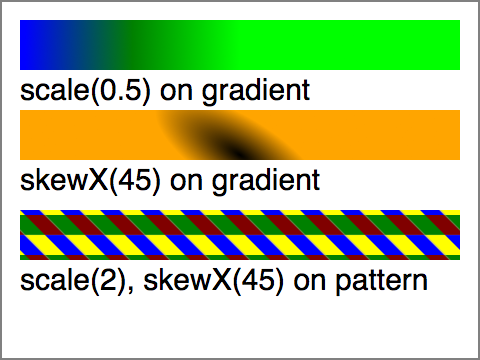 scale(0.5) on gradient
skewX(45) on gradient
scale(2), skewX(45) on pattern